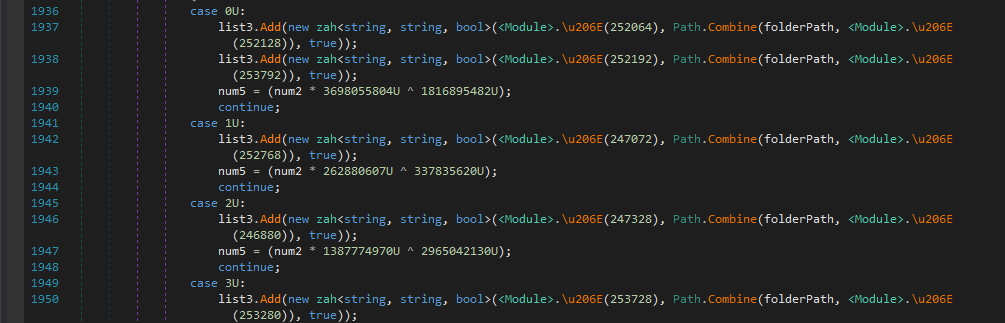 1936 case 0U:
1937 list3.Add(new zah<string, string, bool>(<Module>.\u206E(252064), Path.Combine(folderPath, <Module>.\u206E
(252128)), true));
1938 list3.Add(new zah<string, string, bool>(<Module>.\u206E(252192), Path.Combine(folderPath, <Module>.\u206E
(253792)), true));
1939 num5 = (num2 * 3698055804U ^ 1816895482U);
1940 continue;
1941 case 1U:
1942 list3.Add(new zah<string, string, bool>(<Module>.\u206E(247072), Path.Combine(folderPath, <Module>.\u206E
(252768)), true));
1943 num5 = (num2 * 262880607U ^ 337835620U);
1944 continue;
1945 case 2U:
1946 list3.Add(new zah<string, string, bool>(<Module>.\u206E(247328), Path.Combine(folderPath, <Module>.\u206E
(246880)), true));
1947 num5 = (num2 * 1387774970U ^ 2965042130U);
1948 continue;
1949 case 3U:
1950 list3.Add(new zah<string, string, bool>(<Module>.\u206E(253728), Path.Combine(folderPath, <Module>.\u206E
(253280)), true));